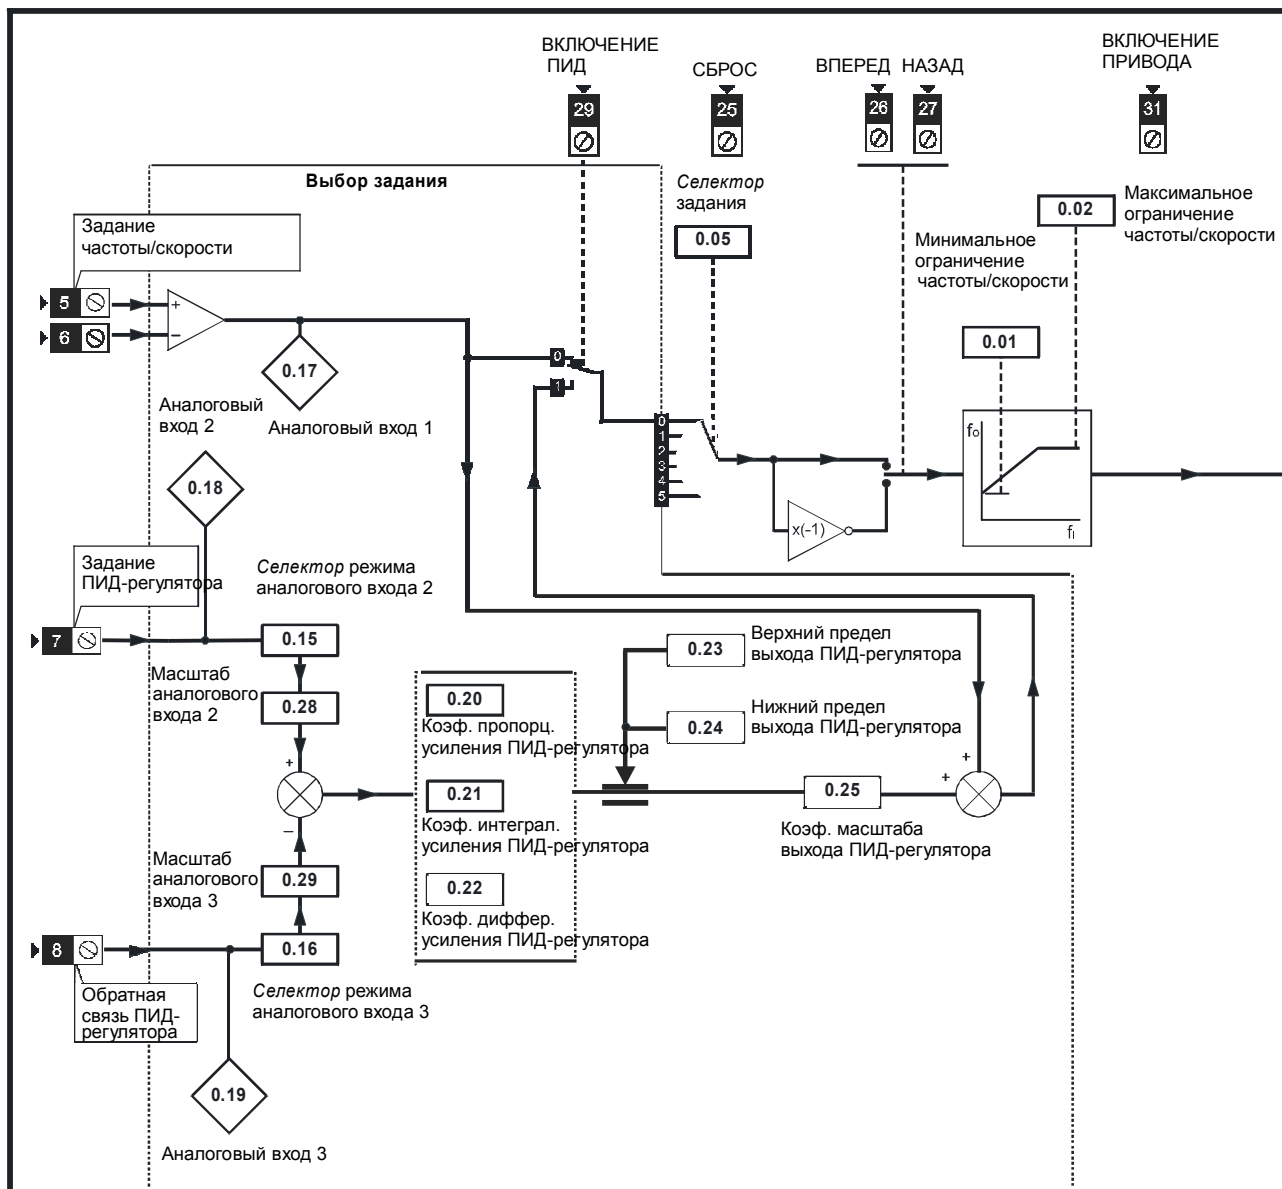 ВКЛЮЧЕНИЕ
ПИД
29
СБРОС
25
ВПЕРЕД
26
НАЗАД
27
ВКЛЮЧЕНИЕ
ПРИВОДА
31
Выбор задания
Селектор
задания
0.05
0.02
Максимальное
ограничение
частоты/скорости
Минимальное
ограничение
частоты/скорости
0.01
Задание
частоты/скорости
5
6
+
–
0.17
Аналоговый вход 1
Аналоговый
вход 2
0.18
0
1
0
1
2
3
4
5
x(-1)
fO
fI
Задание
ПИД-регулятора
7
Селектор режима
аналогового входа 2
0.15
Масштаб
аналогового
входа 2
0.28
+
–
Масштаб
аналогового
входа 3
0.29
8
0.16
Обратная
связь ПИД-
регулятора
Селектор режима
аналогового входа 3
0.19
Аналоговый вход 3
0.20
Коэф. пропорц.
усиления ПИД-регулятора
0.21
Коэф. интеграл.
усиления ПИД-регулятора
0.22
Коэф. диффер.
усиления ПИД-регулятора
0.23
Верхний предел
выхода ПИД-регулятора
0.24
Нижний предел
выхода ПИД-регулятора
0.25
Коэф. масштаба
выхода ПИД-регулятора
+
+